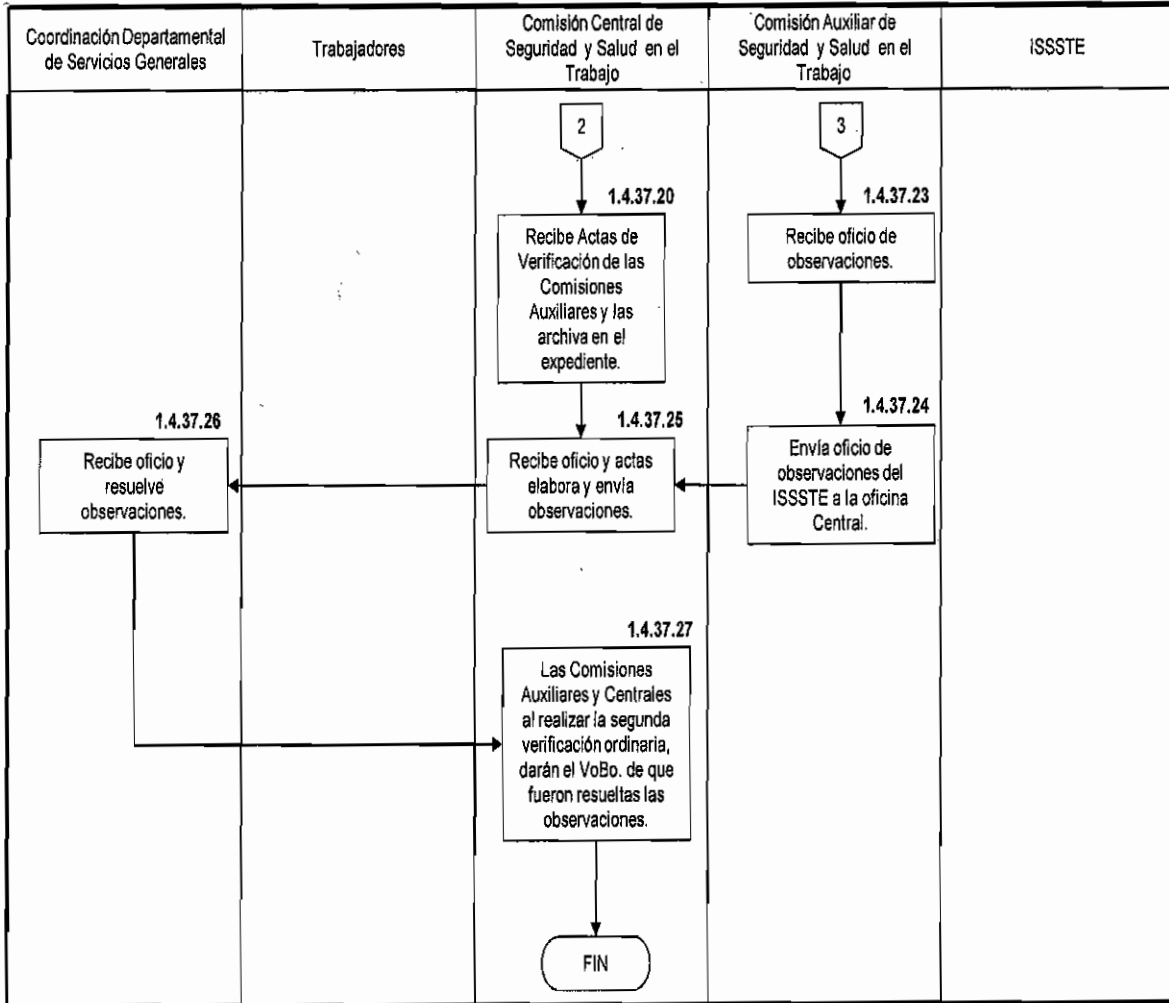 Coordinación Departamental
de Servicios Generales
Trabajadores
Comisión Central de
Seguridad y Salud en el
Trabajo
Comisión Auxiliar de
Seguridad y Salud en el
Trabajo
ISSSTE
2
3
1.4.37.20
Recibe Actas de
Verificación de las
Comisiones
Auxiliares y las
archiva en el
expediente.
1.4.37.23
Recibe oficio de
observaciones.
1.4.37.26
Recibe oficio y
resuelve
observaciones.
1.4.37.25
Recibe oficio y actas
elabora y envía
observaciones.
1.4.37.24
Envía oficio de
observaciones del
ISSSTE a la oficina
Central.
1.4.37.27
Las Comisiones
Auxiliares y Centrales
al realizar la segunda
verificación ordinaria,
darán el VoBo. de que
fueron resueltas las
observaciones.
FIN